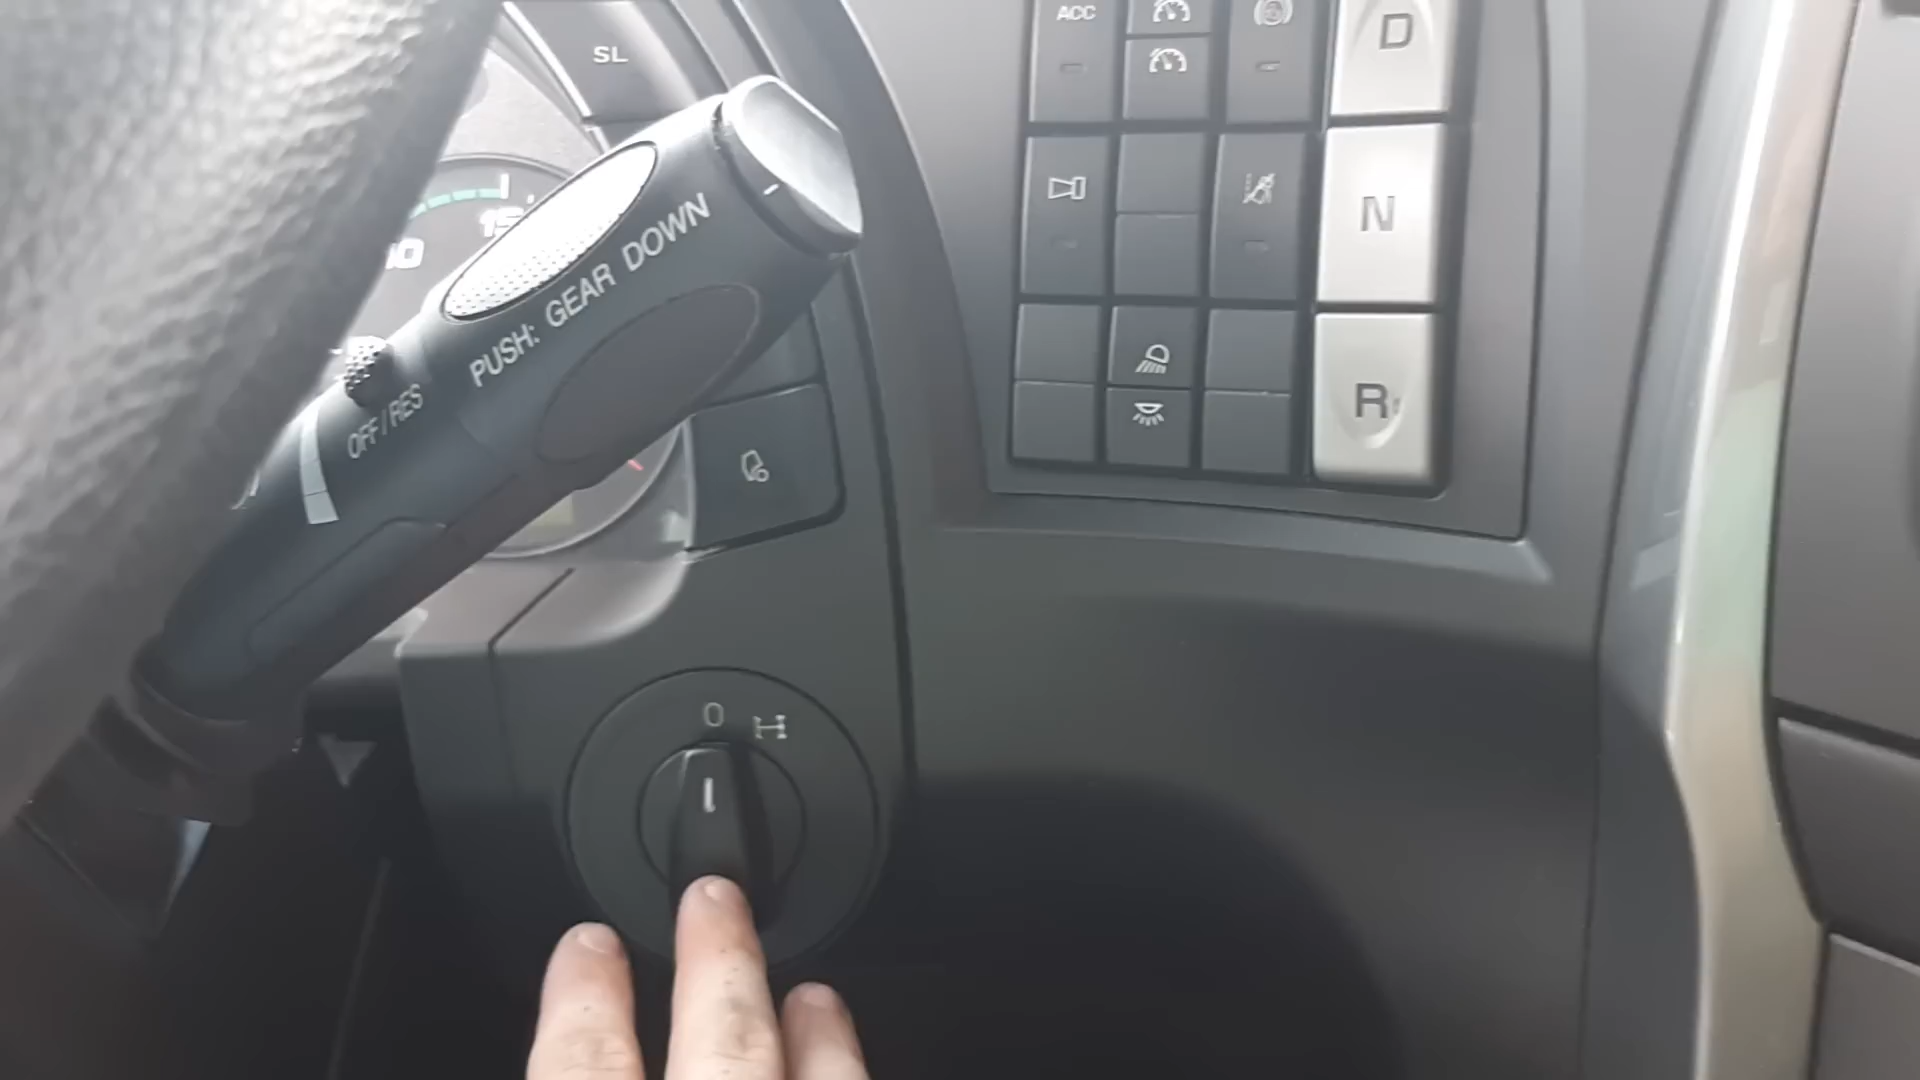 ACC
D
SL
N
PUSH: GEAR DOWN
OFF/RES
R
0